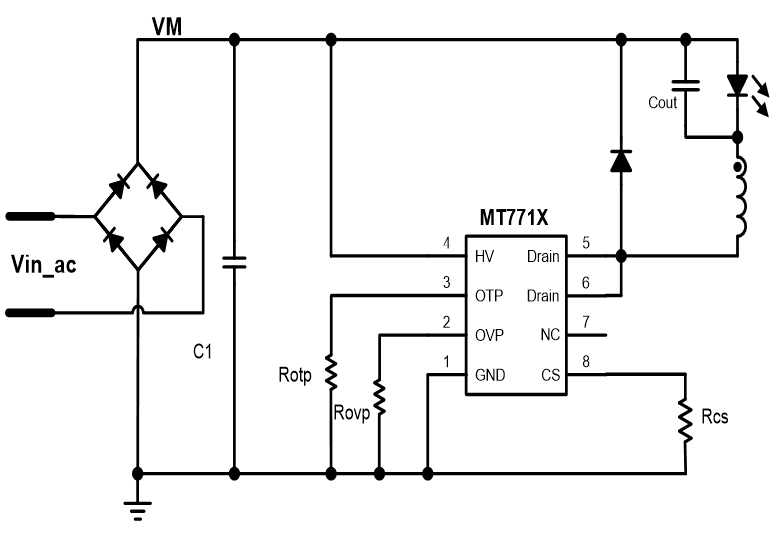 VM
Cout
MT771X
4 HV Drain 5
Vin_ac
3 OTP Drain 6
2 OVP NC 7
C1
1 GND CS 8
Rotp
Rovp
Rcs